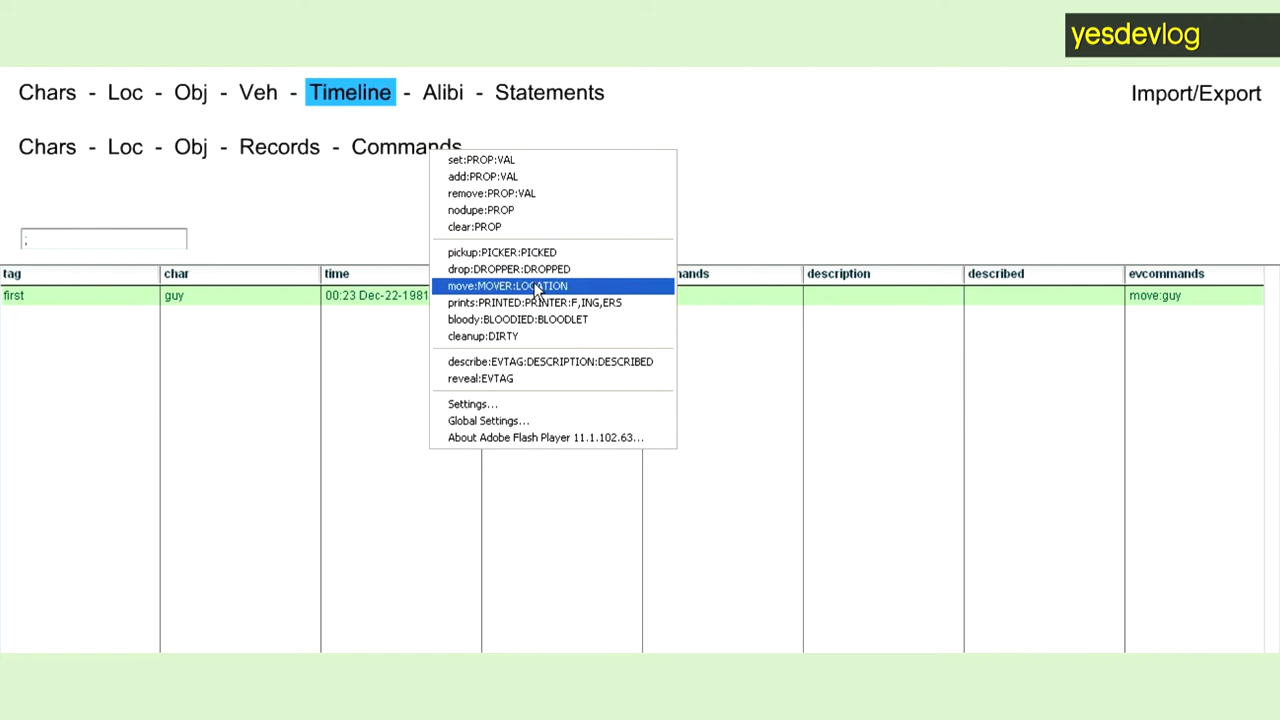 yesdevlog
Chars - Loc - Obj - Veh - Timeline - Alibi - Statements
Import/Export
Chars - Loc - Obj - Records - Commands
set:PROP:VAL
add:PROP:VAL
remove:PROP:VAL
nodupe:PROP
clear:PROP
;
pickup:PICKER:PICKED
drop:DROPPER:DROPPED
tag char time ands description described evcommands
move:MOVER:LOCATION
first guy 00:23 Dec-22-1981 move:guy
prints:PRINTED:PRINTER:F,ING,ERS
bloody:BLOODIED:BLOODLET
cleanup:DIRTY
describe:EVTAG:DESCRIPTION:DESCRIBED
reveal:EVTAG
Settings...
Global Settings...
About Adobe Flash Player 11.1.102.63...